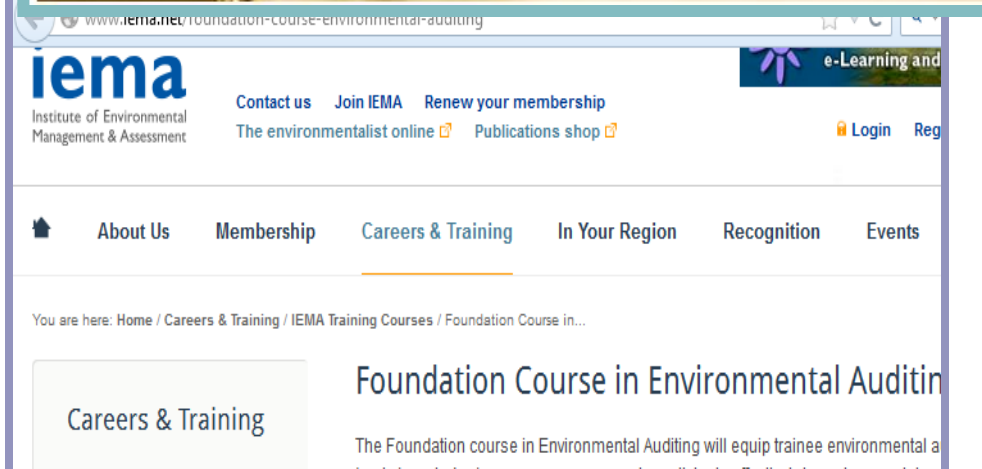 www.iema.net/foundation-course-environmental-auditing
iema
e-Learning and
Institute of Environmental
Management & Assessment
Contact us Join IEMA Renew your membership
The environmentalist online Publications shop
Login Reg
About Us Membership Careers & Training In Your Region Recognition Events
You are here: Home / Careers & Training / IEMA Training Courses / Foundation Course in...
Foundation Course in Environmental Auditin
Careers & Training
The Foundation course in Environmental Auditing will equip trainee environmental a